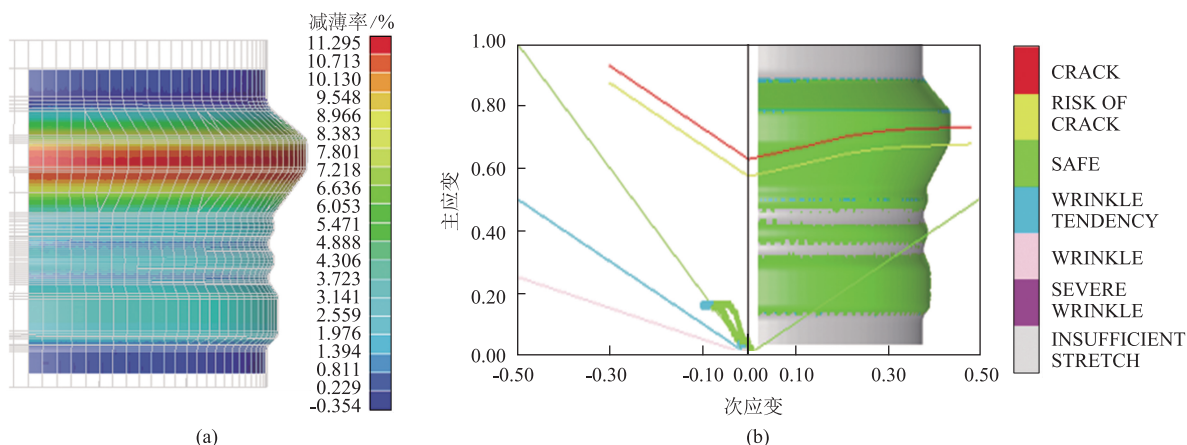 减薄率/%
11.295
10.713
10.130
9.548
8.966
8.383
7.801
7.218
6.636
6.053
5.471
4.888
4.306
3.723
3.141
2.559
1.976
1.394
0.811
0.229
-0.354
(a)
主应变
1.00
0.80
0.60
0.40
0.20
0.00
-0.50
-0.30
-0.10
0.00
0.10
0.30
0.50
次应变
(b)
CRACK
RISK OF
CRACK
SAFE
WRINKLE
TENDENCY
WRINKLE
SEVERE
WRINKLE
INSUFFICIENT
STRETCH